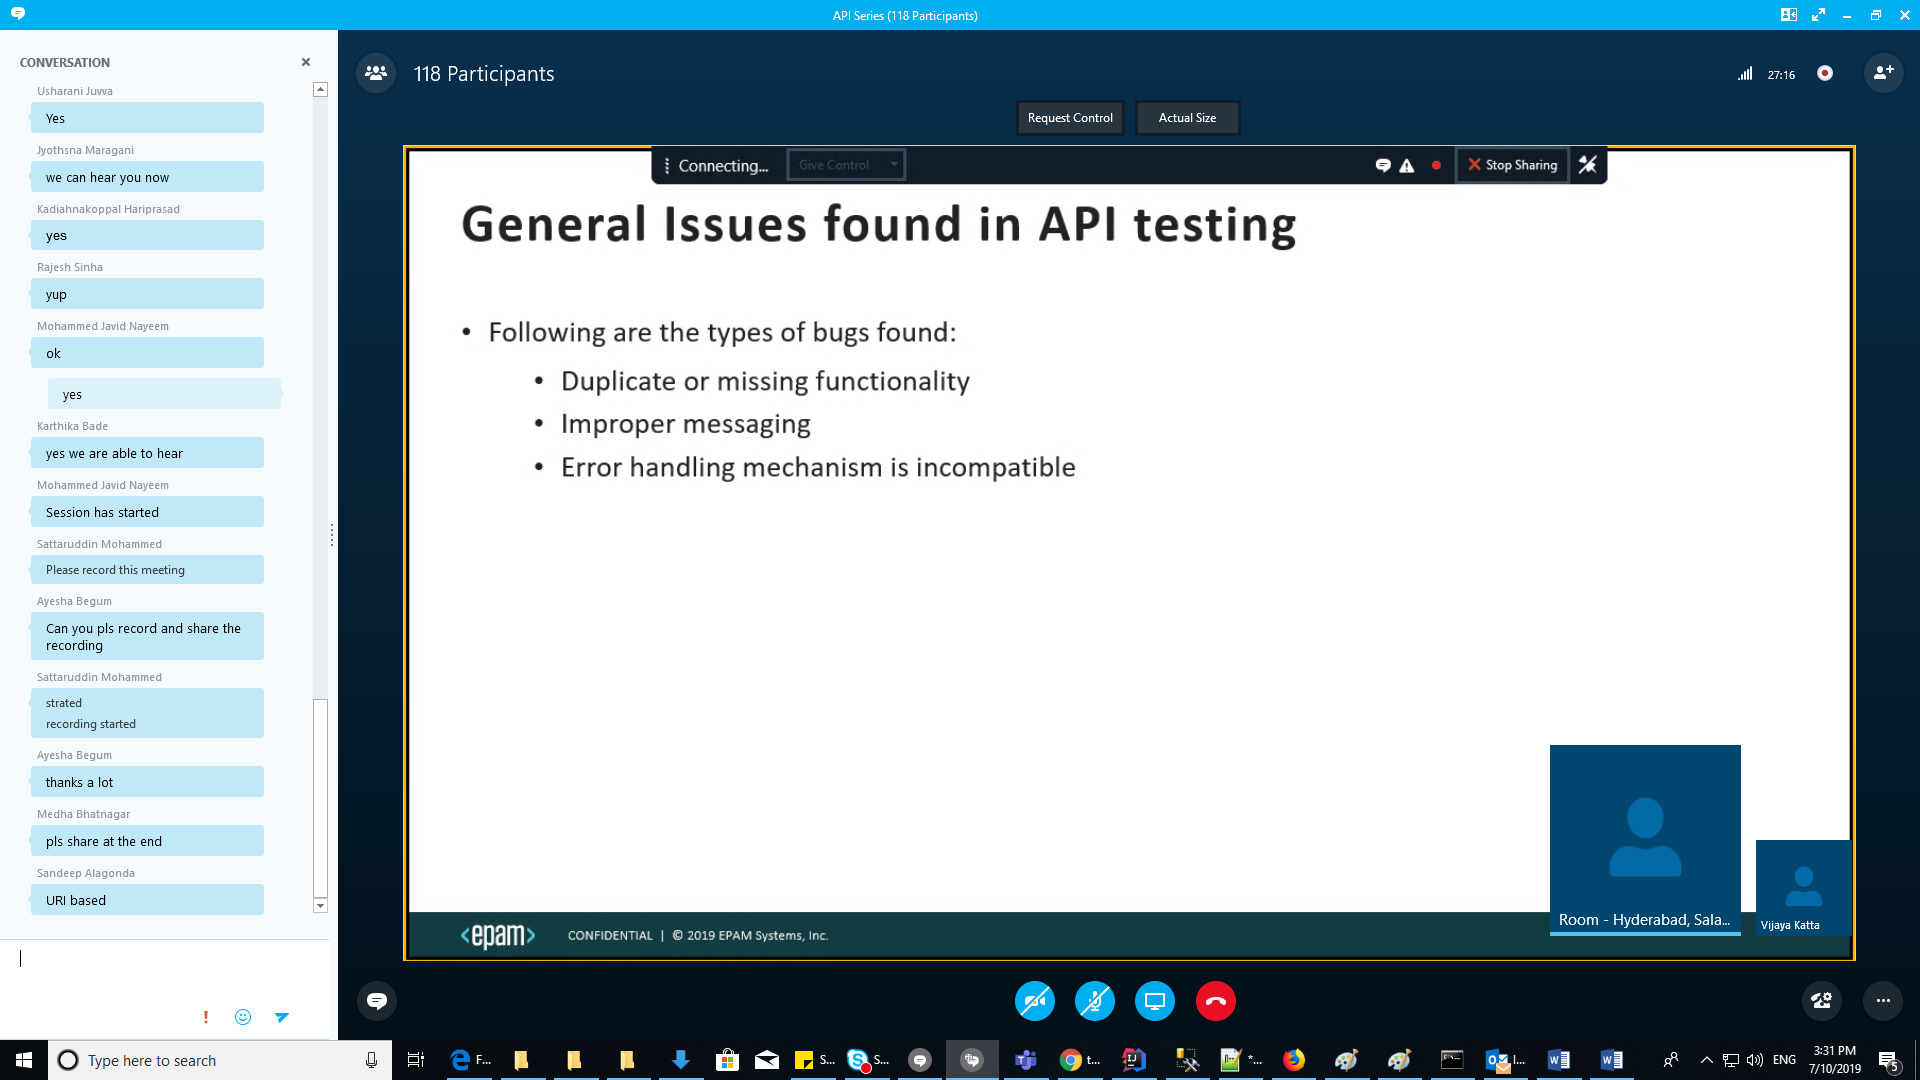 API Series (118 Participants)
CONVERSATION
Usharani Juvva
Yes
Jyothsna Maragani
we can hear you now
Kadiahnakoppal Hariprasad
yes
Rajesh Sinha
yup
Mohammed Javid Nayeem
ok
yes
Karthika Bade
yes we are able to hear
Mohammed Javid Nayeem
Session has started
Sattaruddin Mohammed
Please record this meeting
Ayesha Begum
Can you pls record and share the
recording
Sattaruddin Mohammed
strated
recording started
Ayesha Begum
thanks a lot
Medha Bhatnagar
pls share at the end
Sandeep Alagonda
URI based
118 Participants
27:16
Request Control
Actual Size
Connecting...
Give Control
Stop Sharing
General Issues found in API testing
• Following are the types of bugs found:
• Duplicate or missing functionality
• Improper messaging
• Error handling mechanism is incompatible
Room - Hyderabad, Sala...
Vijaya Katta
<epam> CONFIDENTIAL | © 2019 EPAM Systems, Inc.
Type here to search
F...
S...
S...
t...
*...
I...
ENG
3:31 PM
7/10/2019
5